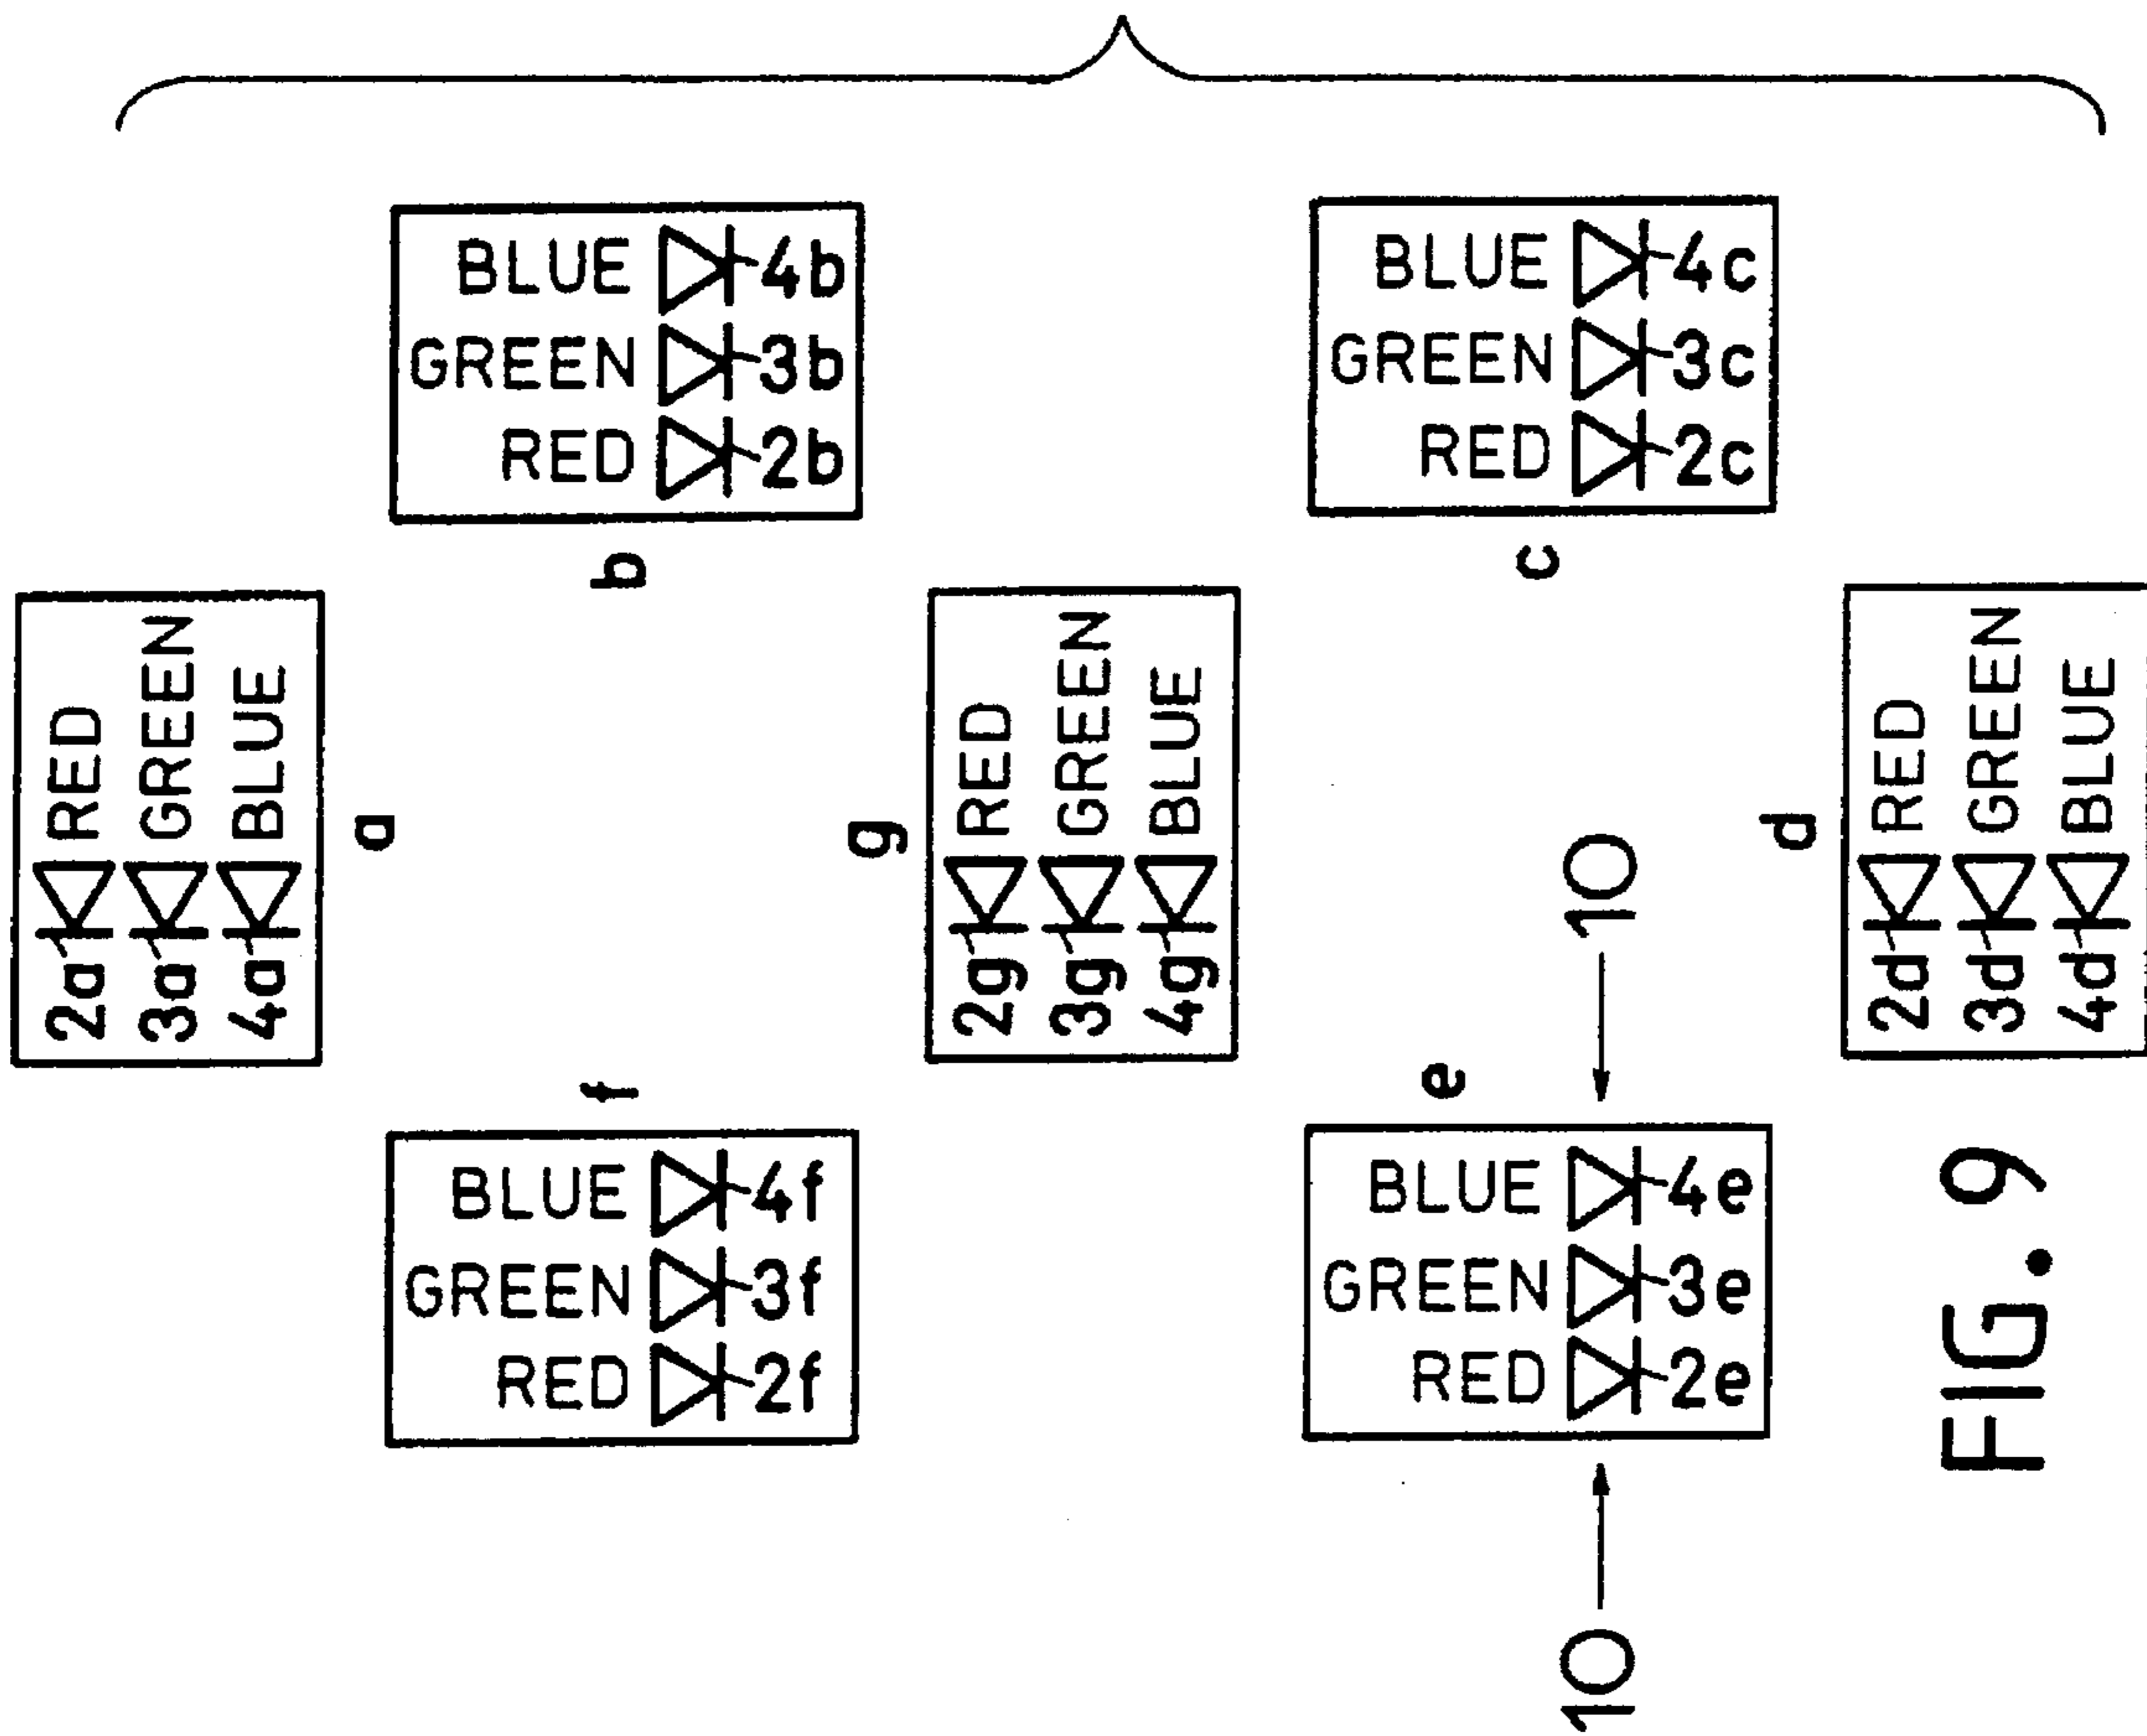 2a RED
3a GREEN
4a BLUE
a
BLUE 4f
GREEN 3f
RED 2f
f
BLUE 4b
GREEN 3b
RED 2b
b
g
2g RED
3g GREEN
4g BLUE
BLUE 4e
GREEN 3e
RED 2e
e
BLUE 4c
GREEN 3c
RED 2c
c
10
10
d
2d RED
3d GREEN
4d BLUE
FIG. 9